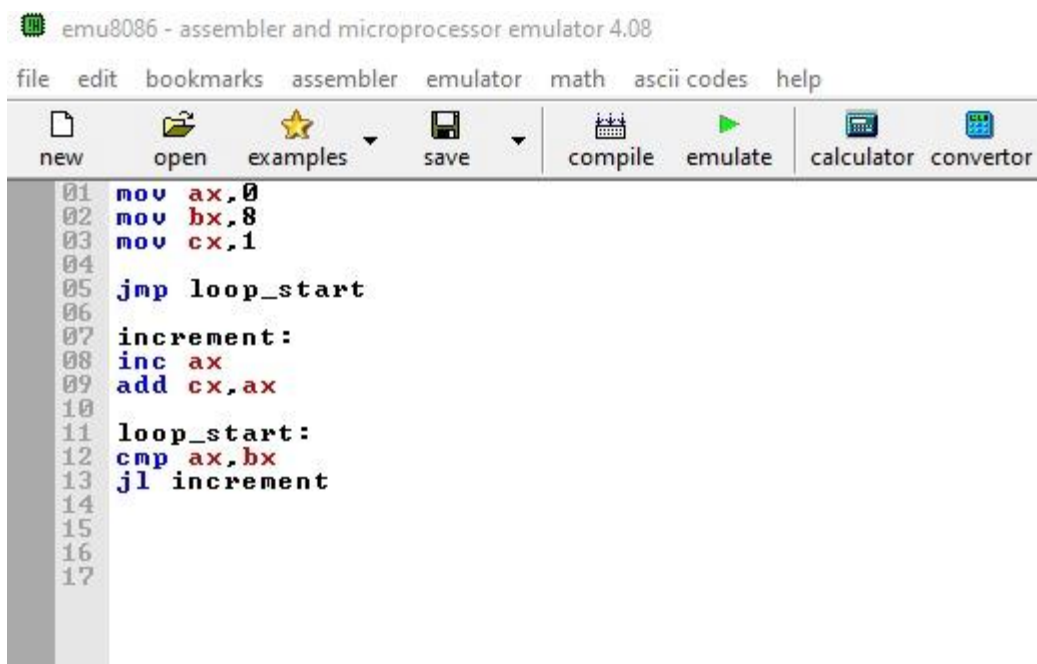 emu8086 - assembler and microprocessor emulator 4.08
file edit bookmarks assembler emulator math ascii codes help
new open examples save compile emulate calculator convertor
01 mov ax,0
02 mov bx,8
03 mov cx,1
04
05 jmp loop_start
06
07 increment:
08 inc ax
09 add cx,ax
10
11 loop_start:
12 cmp ax,bx
13 jl increment
14
15
16
17